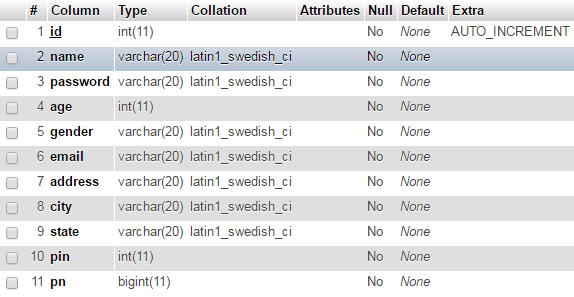 # Column Type Collation Attributes Null Default Extra
1 id int(11) No None AUTO_INCREMENT
2 name varchar(20) latin1_swedish_ci No None
3 password varchar(20) latin1_swedish_ci No None
4 age int(11) No None
5 gender varchar(20) latin1_swedish_ci No None
6 email varchar(20) latin1_swedish_ci No None
7 address varchar(20) latin1_swedish_ci No None
8 city varchar(20) latin1_swedish_ci No None
9 state varchar(20) latin1_swedish_ci No None
10 pin int(11) No None
11 pn bigint(11) No None